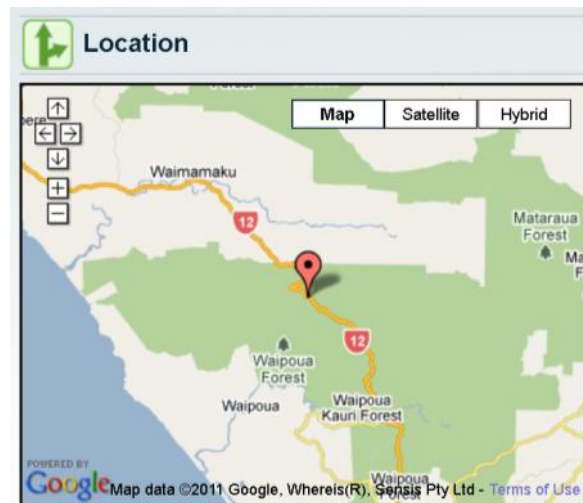 Location
Map
Satellite
Hybrid
Waimamaku
12
Mataraua
Forest
12
Waipoua
Forest
Waipoua
Waipoua
Kauri Forest
Waipoua
POWERED BY
Google
Map data ©2011 Google, Whereis(R), Sensis Pty Ltd - Terms of Use